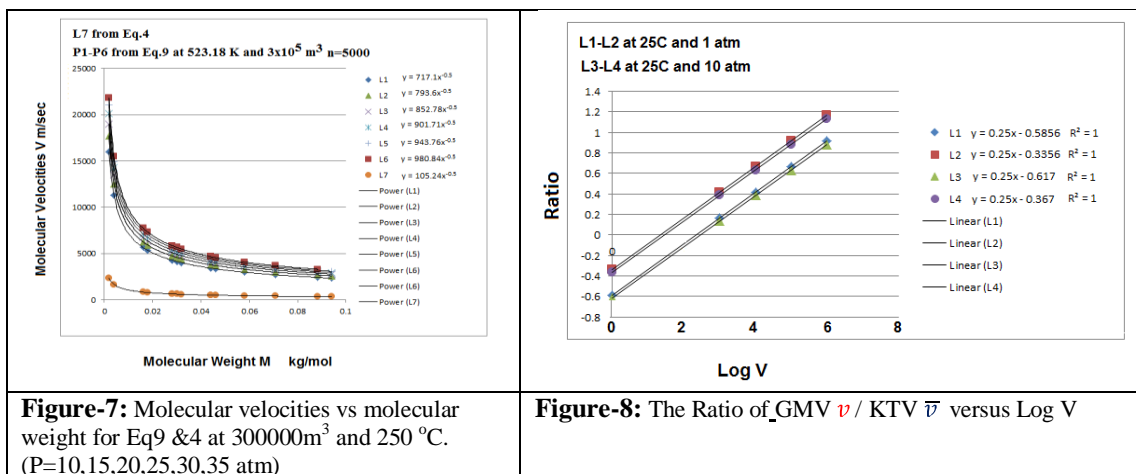 L7 from Eq.4
P1-P6 from Eq.9 at 523.18 K and 3x10⁵ m³ n=5000
25000
20000
15000
10000
5000
0
0 0.02 0.04 0.06 0.08 0.1
Molecular Velocities V m/sec
Molecular Weight M kg/mol
L1 y = 717.1x⁻⁰·⁵
L2 y = 793.6x⁻⁰·⁵
L3 y = 852.78x⁻⁰·⁵
L4 y = 901.71x⁻⁰·⁵
L5 y = 943.76x⁻⁰·⁵
L6 y = 980.84x⁻⁰·⁵
L7 y = 105.24x⁻⁰·⁵
Power (L1)
Power (L2)
Power (L3)
Power (L4)
Power (L5)
Power (L6)
Power (L7)
Figure-7: Molecular velocities vs molecular
weight for Eq9 &4 at 300000m³ and 250 °C.
(P=10,15,20,25,30,35 atm)
L1-L2 at 25C and 1 atm
L3-L4 at 25C and 10 atm
1.4
1.2
1
0.8
0.6
0.4
0.2
0
-0.2
-0.4
-0.6
-0.8
0
0 2 4 6 8
Ratio
Log V
L1 y = 0.25x - 0.5856 R² = 1
L2 y = 0.25x - 0.3356 R² = 1
L3 y = 0.25x - 0.617 R² = 1
L4 y = 0.25x - 0.367 R² = 1
Linear (L1)
Linear (L2)
Linear (L3)
Linear (L4)
Figure-8: The Ratio of GMV v / KTV v̅ versus Log V